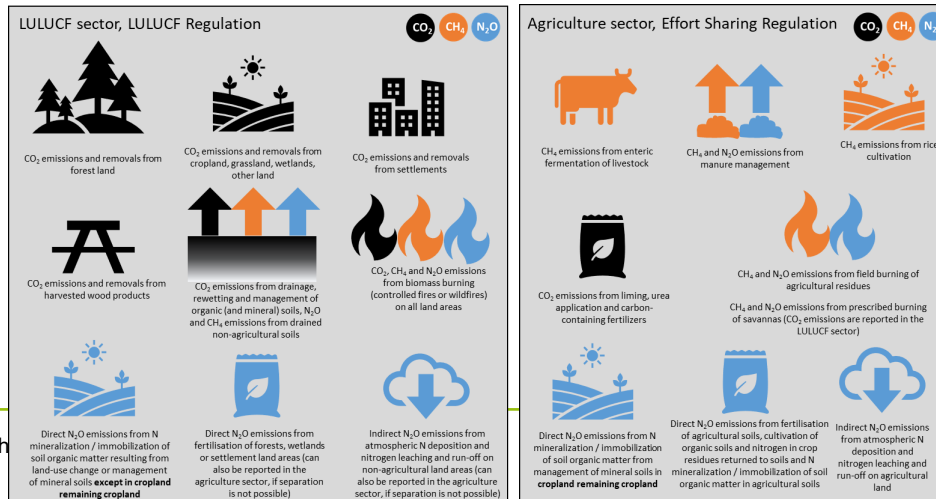 LULUCF sector, LULUCF Regulation
CO₂ CH₄ N₂O
CO₂ emissions and removals from
forest land
CO₂ emissions and removals from
cropland, grassland, wetlands,
other land
CO₂ emissions and removals
from settlements
CO₂ emissions and removals from
harvested wood products
CO₂ emissions from drainage,
rewetting and management of
organic (and mineral) soils, N₂O
and CH₄ emissions from drained
non-agricultural soils
CO₂, CH₄ and N₂O emissions
from biomass burning
(controlled fires or wildfires)
on all land areas
Direct N₂O emissions from N
mineralization / immobilization of
soil organic matter resulting from
land-use change or management
of mineral soils except in cropland
remaining cropland
Direct N₂O emissions from
fertilisation of forests, wetlands
or settlement land areas (can
also be reported in the
agriculture sector, if separation
is not possible)
Indirect N₂O emissions from
atmospheric N deposition and
nitrogen leaching and run-off on
non-agricultural land areas (can
also be reported in the agriculture
sector, if separation is not possible)
Agriculture sector, Effort Sharing Regulation
CO₂ CH₄
CH₄ emissions from enteric
fermentation of livestock
CH₄ and N₂O emissions from
manure management
CH₄ emissions from rice
cultivation
CO₂ emissions from liming, urea
application and carbon-
containing fertilizers
CH₄ and N₂O emissions from field burning of
agricultural residues
CH₄ and N₂O emissions from prescribed burning
of savannas (CO₂ emissions are reported in the
LULUCF sector)
Direct N₂O emissions from N
mineralization / immobilization
of soil organic matter from
management of mineral soils in
cropland remaining cropland
Direct N₂O emissions from fertilisation
of agricultural soils, cultivation of
organic soils and nitrogen in crop
residues returned to soils and N
mineralization / immobilization of soil
organic matter in agricultural soils
Indirect N₂O emissions
from atmospheric N
deposition and
nitrogen leaching and
run-off on agricultural
land